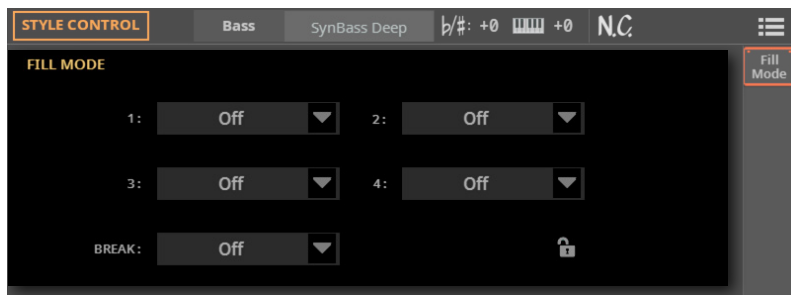 STYLE CONTROL Bass SynBass Deep ♭/#: +0 +0 N.C.
FILL MODE
Fill
Mode
1: Off 2: Off
3: Off 4: Off
BREAK: Off